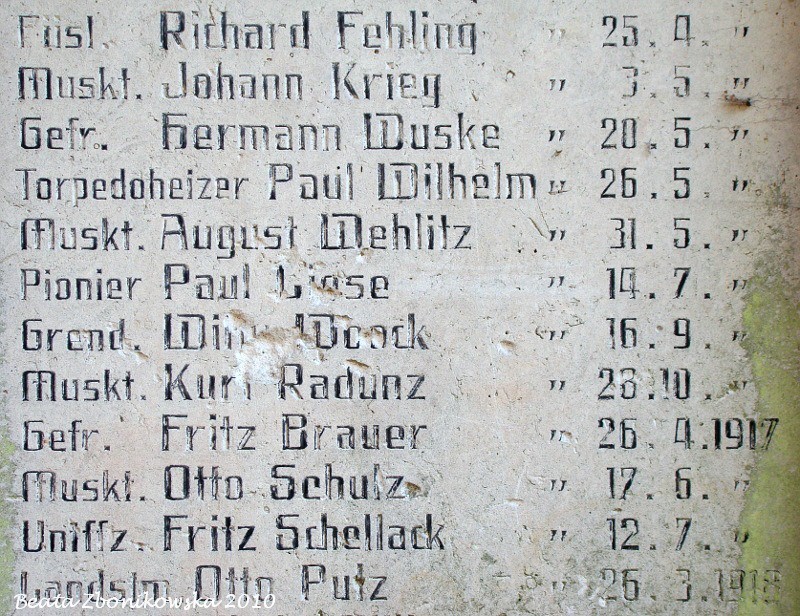 Füsl. Richard Fehling " 25. 4. "
Muskt. Johann Krieg " 3. 5. "
Gefr. Hermann Wuske " 20. 5. "
Torpedoheizer Paul Wilhelm " 26. 5. "
Muskt. August Wehlitz " 31. 5. "
Pionier Paul Liese " 14. 7. "
Grend. " 16. 9. "
Muskt. Kurt Radünz " 28. 10. "
Gefr. Fritz Brauer " 26. 4. 1917
Muskt. Otto Schulz " 17. 6. "
Uniffz. Fritz Schellack " 12. 7. "
Landstm. Otto Putz " 26. 3. 1918
Beata Zbonikowska 2010